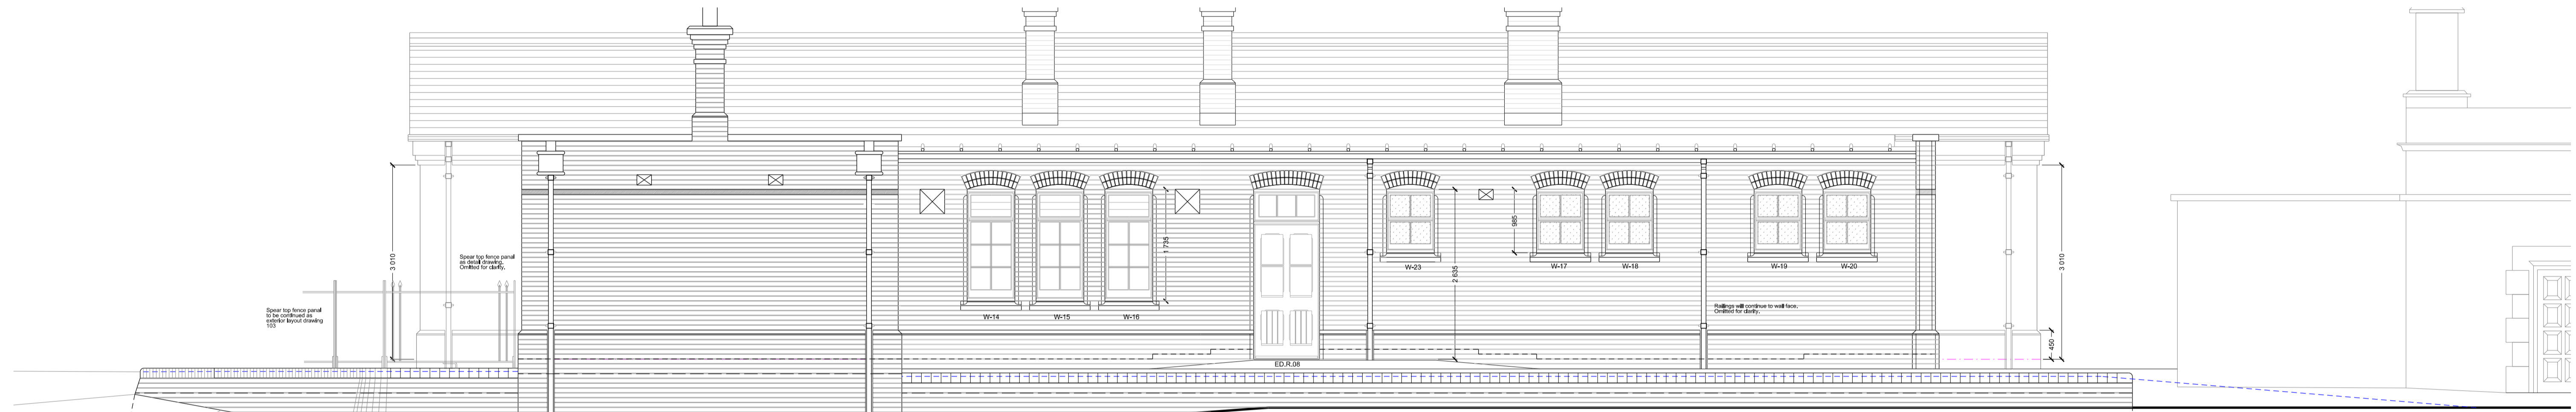 3 010
Spear top fence panal
as detail drawing.
Omitted for clarity.
Spear top fence panal
to be continued as
exterior layout drawing
103
W-14
W-15
W-16
1 735
ED.R.08
W-23
2 635
985
W-17
W-18
W-19
W-20
Railings will continue to wall face.
Omitted for clarity.
3 010
450